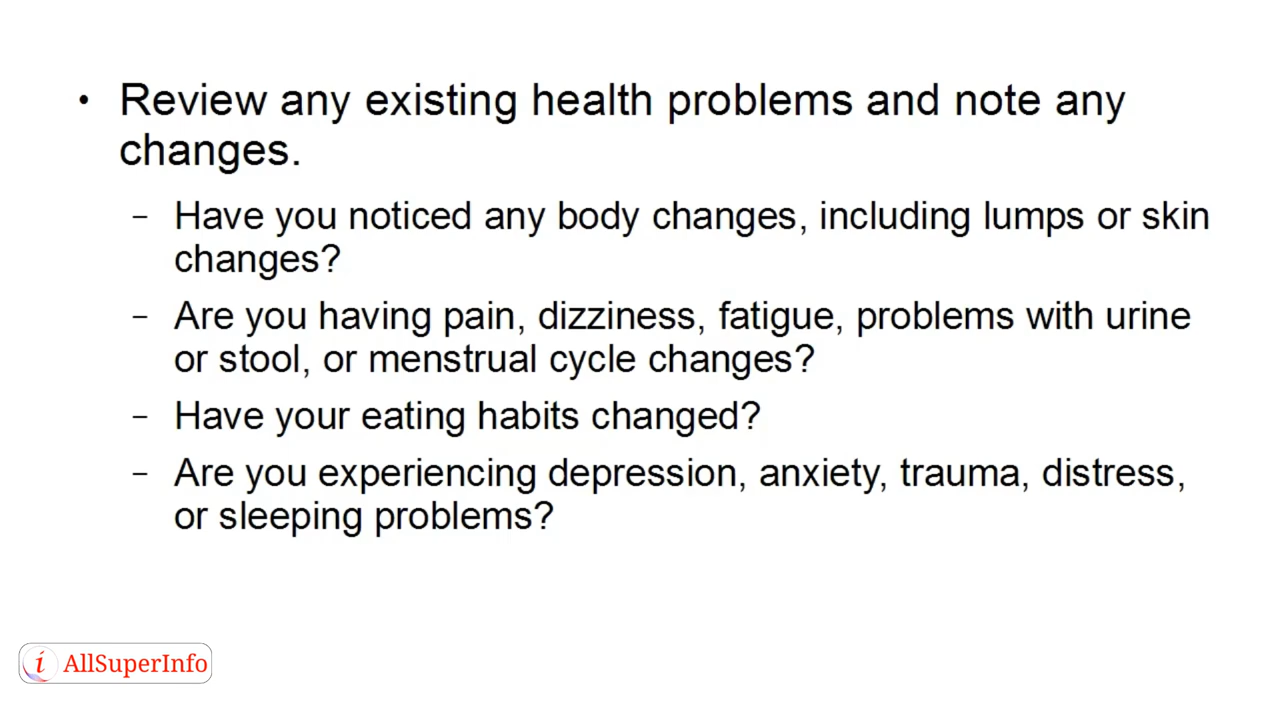 • Review any existing health problems and note any
changes.
– Have you noticed any body changes, including lumps or skin
changes?
– Are you having pain, dizziness, fatigue, problems with urine
or stool, or menstrual cycle changes?
– Have your eating habits changed?
– Are you experiencing depression, anxiety, trauma, distress,
or sleeping problems?
i AllSuperInfo